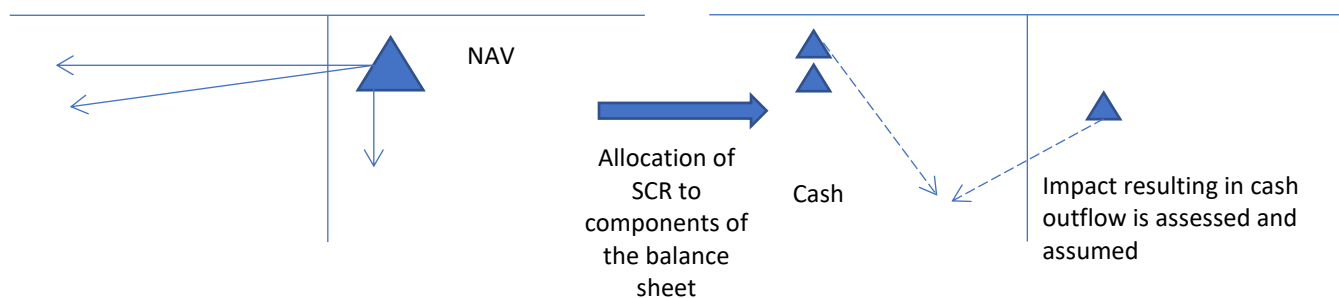 NAV
Allocation of
SCR to
components of
the balance
sheet
Cash
Impact resulting in cash
outflow is assessed and
assumed